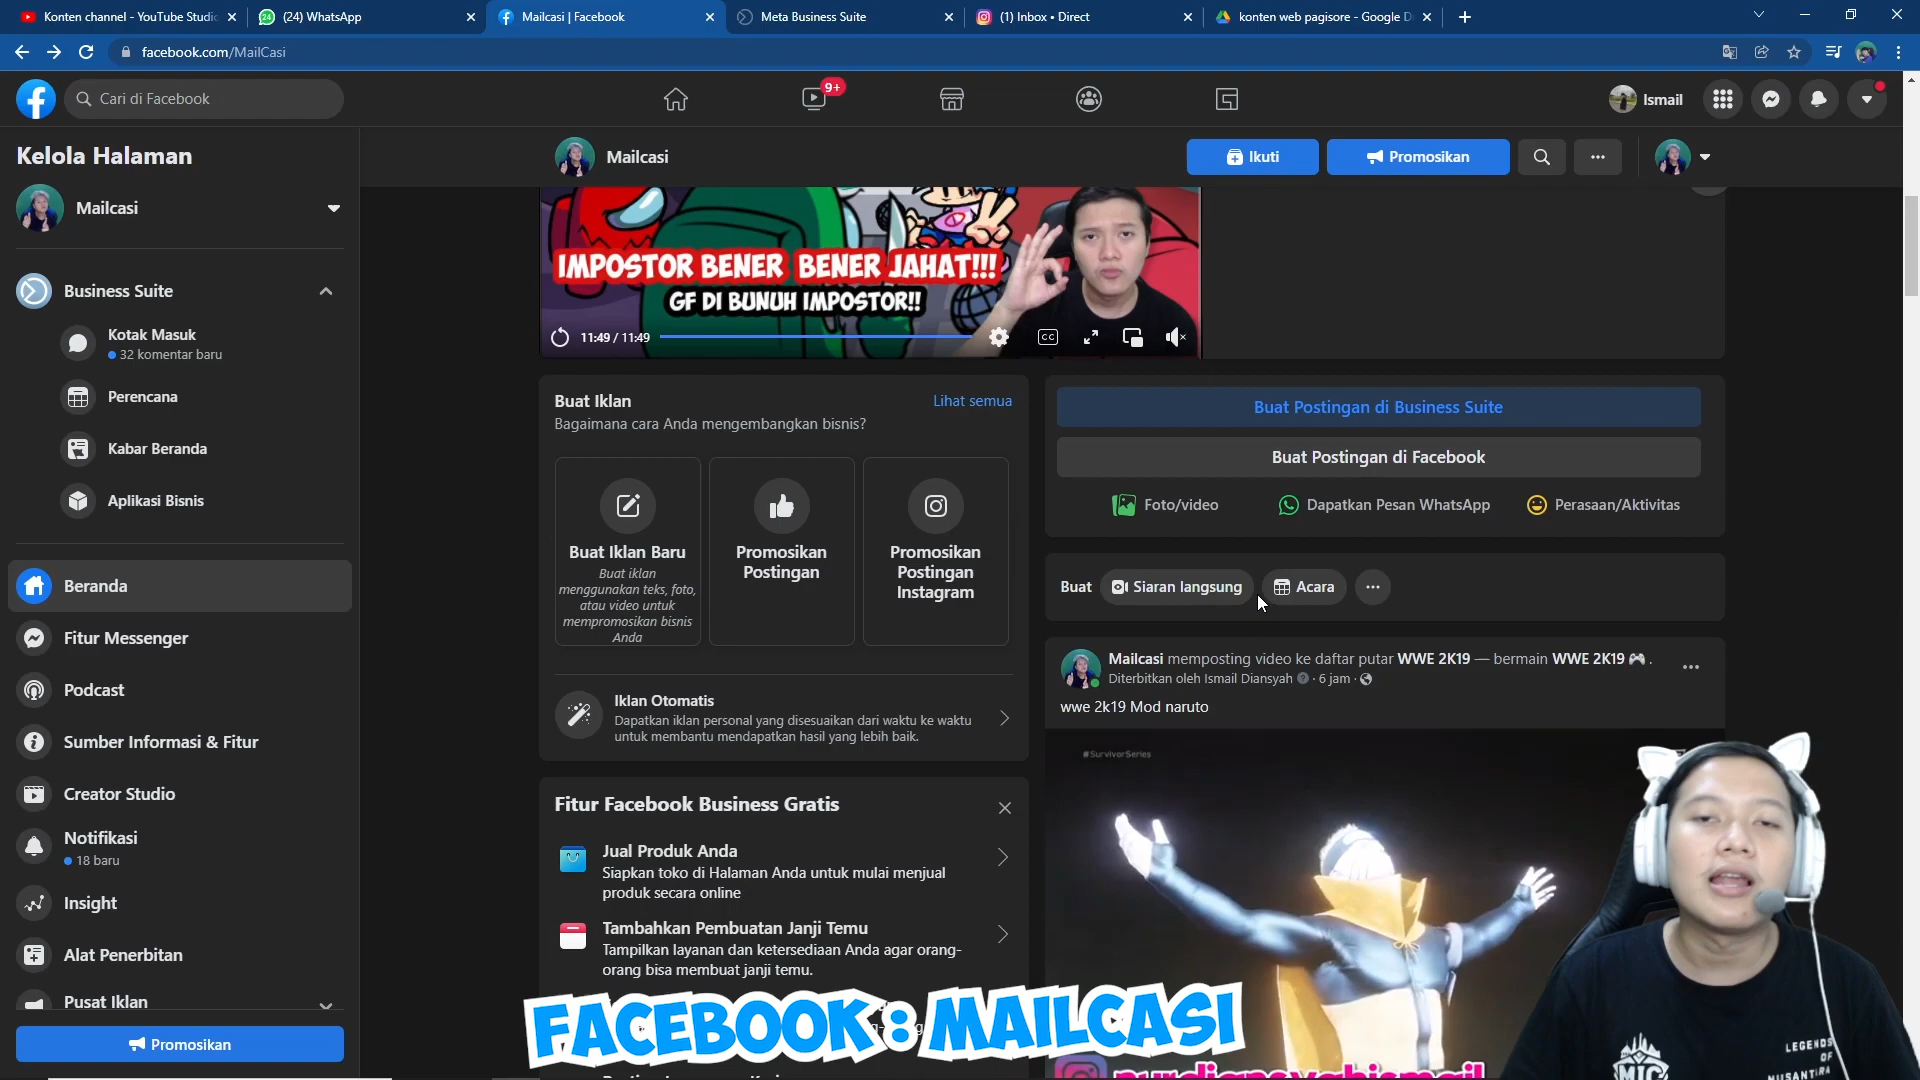 Konten channel - YouTube Studio
(24) WhatsApp
Mailcasi | Facebook
Meta Business Suite
(1) Inbox • Direct
konten web pagisore - Google D
facebook.com/MailCasi
Cari di Facebook
9+
Ismail
Kelola Halaman
Mailcasi
Business Suite
Kotak Masuk
32 komentar baru
Perencana
Kabar Beranda
Aplikasi Bisnis
Beranda
Fitur Messenger
Podcast
Sumber Informasi & Fitur
Creator Studio
Notifikasi
18 baru
Insight
Alat Penerbitan
Pusat Iklan
Promosikan
Mailcasi
Ikuti
Promosikan
IMPOSTOR BENER BENER JAHAT!!!
GF DI BUNUH IMPOSTOR!!
11:49 / 11:49
CC
Buat Iklan
Lihat semua
Bagaimana cara Anda mengembangkan bisnis?
Buat Iklan Baru
Buat iklan
menggunakan teks, foto,
atau video untuk
mempromosikan bisnis
Anda
Promosikan
Postingan
Promosikan
Postingan
Instagram
Iklan Otomatis
Dapatkan iklan personal yang disesuaikan dari waktu ke waktu
untuk membantu mendapatkan hasil yang lebih baik.
Fitur Facebook Business Gratis
Jual Produk Anda
Siapkan toko di Halaman Anda untuk mulai menjual
produk secara online
Tambahkan Pembuatan Janji Temu
Tampilkan layanan dan ketersediaan Anda agar orang-
orang bisa membuat janji temu.
Buat Postingan di Business Suite
Buat Postingan di Facebook
Foto/video
Dapatkan Pesan WhatsApp
Perasaan/Aktivitas
Buat
Siaran langsung
Acara
Mailcasi memposting video ke daftar putar WWE 2K19 — bermain WWE 2K19 🎮 .
Diterbitkan oleh Ismail Diansyah · 6 jam ·
wwe 2k19 Mod naruto
#SurvivorSeries
FACEBOOK : MAILCASI
nurdiansyahismail
LEGENDS
OF
NUSANTARA
MIC